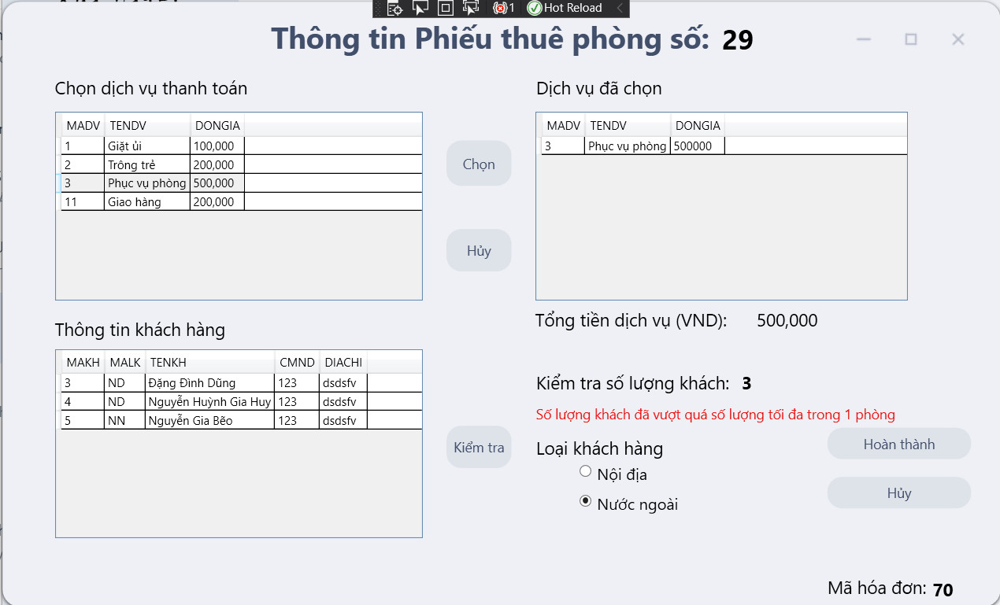 1 Hot Reload
Thông tin Phiếu thuê phòng số: 29
Chọn dịch vụ thanh toán
MADV TENDV DONGIA
1 Giặt ủi 100,000
2 Trông trẻ 200,000
3 Phục vụ phòng 500,000
11 Giao hàng 200,000
Chọn
Hủy
Dịch vụ đã chọn
MADV TENDV DONGIA
3 Phục vụ phòng 500000
Tổng tiền dịch vụ (VND): 500,000
Thông tin khách hàng
MAKH MALK TENKH CMND DIACHI
3 ND Đặng Đình Dũng 123 dsdsfv
4 ND Nguyễn Huỳnh Gia Huy 123 dsdsfv
5 NN Nguyễn Gia Bẽo 123 dsdsfv
Kiểm tra
Kiểm tra số lượng khách: 3
Số lượng khách đã vượt quá số lượng tối đa trong 1 phòng
Loại khách hàng
Nội địa
Nước ngoài
Hoàn thành
Hủy
Mã hóa đơn: 70